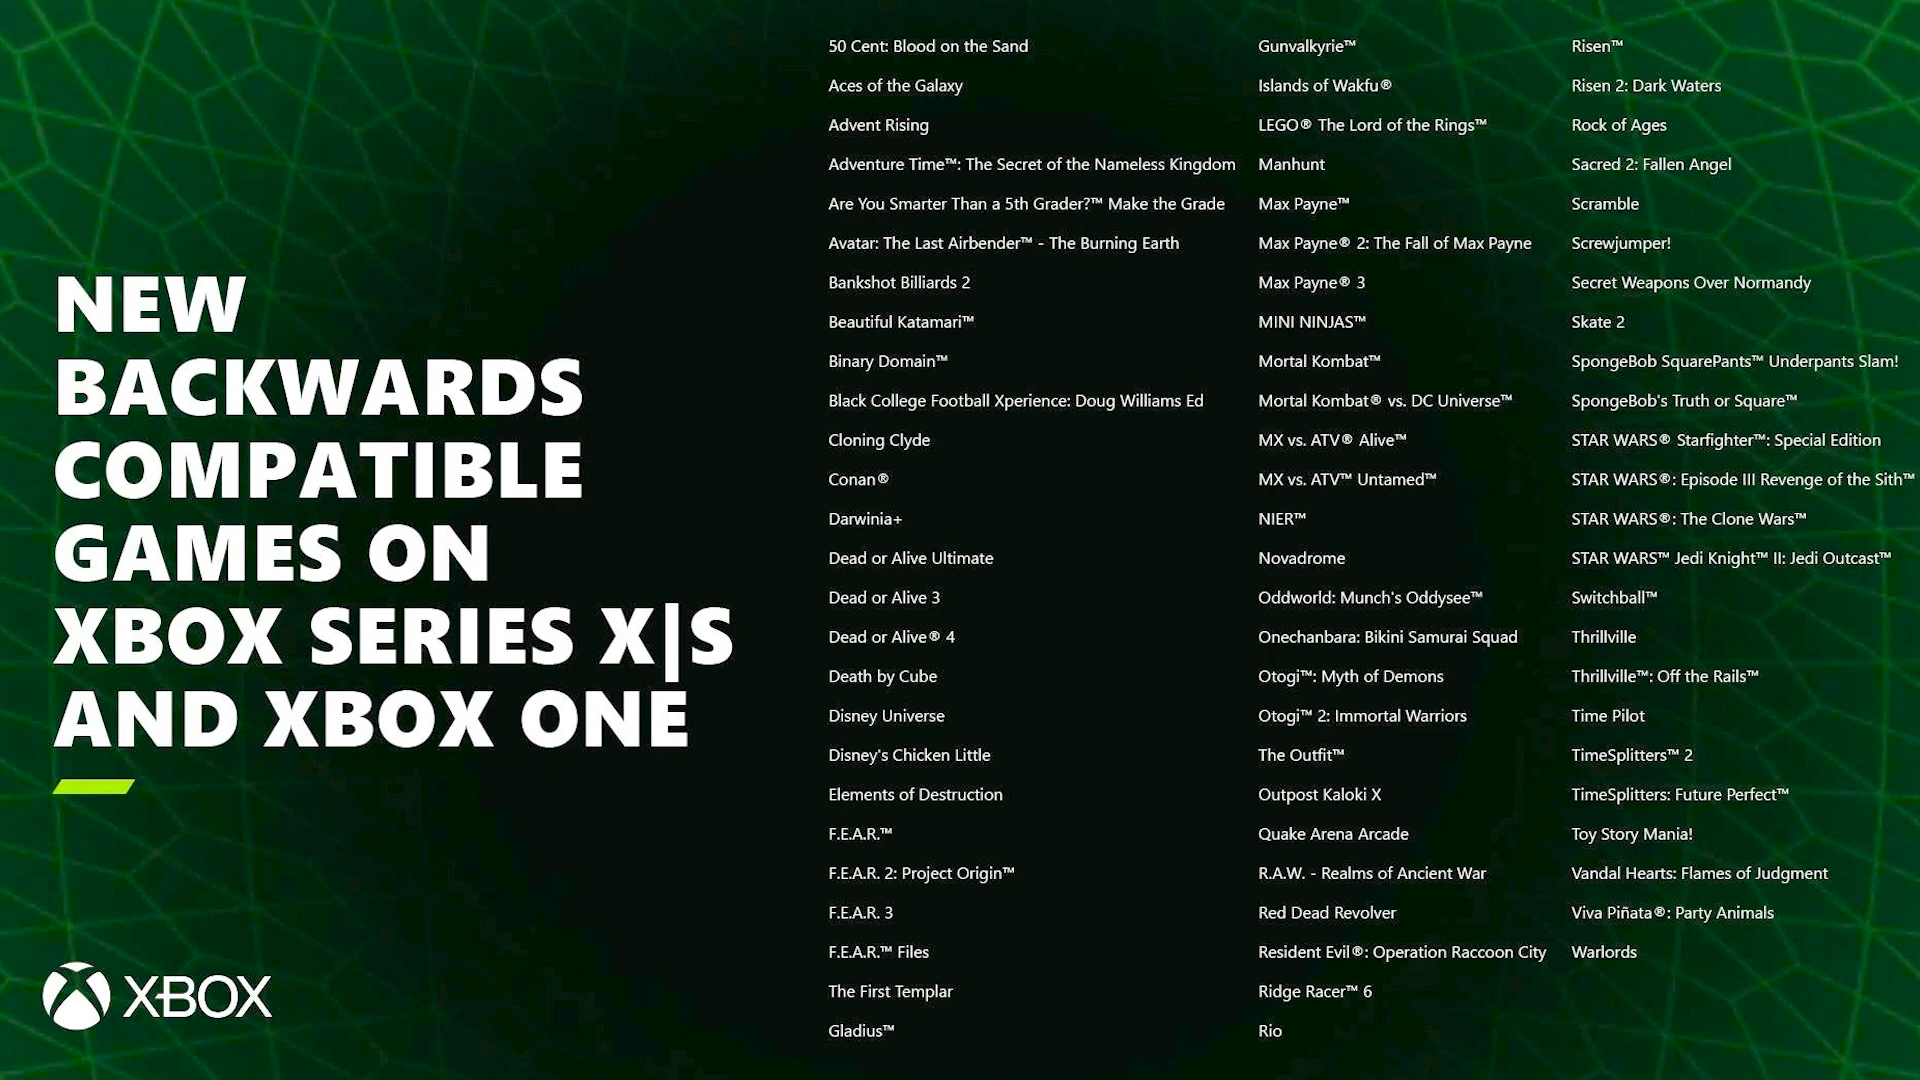 NEW
BACKWARDS
COMPATIBLE
GAMES ON
XBOX SERIES X|S
AND XBOX ONE
XBOX
50 Cent: Blood on the Sand
Aces of the Galaxy
Advent Rising
Adventure Time™: The Secret of the Nameless Kingdom
Are You Smarter Than a 5th Grader?™ Make the Grade
Avatar: The Last Airbender™ - The Burning Earth
Bankshot Billiards 2
Beautiful Katamari™
Binary Domain™
Black College Football Xperience: Doug Williams Ed
Cloning Clyde
Conan®
Darwinia+
Dead or Alive Ultimate
Dead or Alive 3
Dead or Alive® 4
Death by Cube
Disney Universe
Disney's Chicken Little
Elements of Destruction
F.E.A.R.™
F.E.A.R. 2: Project Origin™
F.E.A.R. 3
F.E.A.R.™ Files
The First Templar
Gladius™
Gunvalkyrie™
Islands of Wakfu®
LEGO® The Lord of the Rings™
Manhunt
Max Payne™
Max Payne® 2: The Fall of Max Payne
Max Payne® 3
MINI NINJAS™
Mortal Kombat™
Mortal Kombat® vs. DC Universe™
MX vs. ATV® Alive™
MX vs. ATV™ Untamed™
NIER™
Novadrome
Oddworld: Munch's Oddysee™
Onechanbara: Bikini Samurai Squad
Otogi™: Myth of Demons
Otogi™ 2: Immortal Warriors
The Outfit™
Outpost Kaloki X
Quake Arena Arcade
R.A.W. - Realms of Ancient War
Red Dead Revolver
Resident Evil®: Operation Raccoon City
Ridge Racer™ 6
Rio
Risen™
Risen 2: Dark Waters
Rock of Ages
Sacred 2: Fallen Angel
Scramble
Screwjumper!
Secret Weapons Over Normandy
Skate 2
SpongeBob SquarePants™ Underpants Slam!
SpongeBob's Truth or Square™
STAR WARS® Starfighter™: Special Edition
STAR WARS®: Episode III Revenge of the Sith™
STAR WARS®: The Clone Wars™
STAR WARS™ Jedi Knight™ II: Jedi Outcast™
Switchball™
Thrillville
Thrillville™: Off the Rails™
Time Pilot
TimeSplitters™ 2
TimeSplitters: Future Perfect™
Toy Story Mania!
Vandal Hearts: Flames of Judgment
Viva Piñata®: Party Animals
Warlords